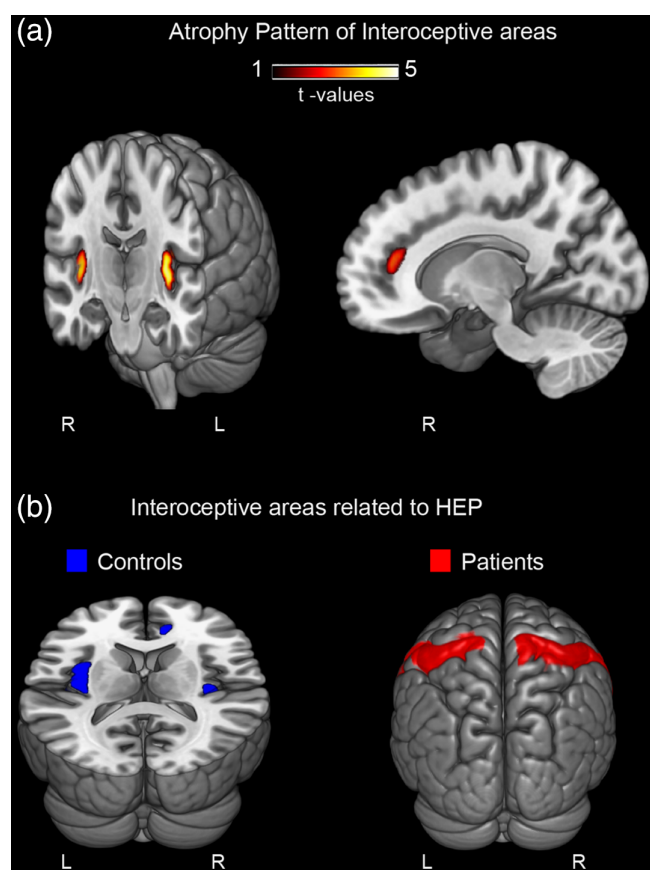 (a)
Atrophy Pattern of Interoceptive areas
1 5
t -values
R L R
(b)
Interoceptive areas related to HEP
Controls Patients
L R L R